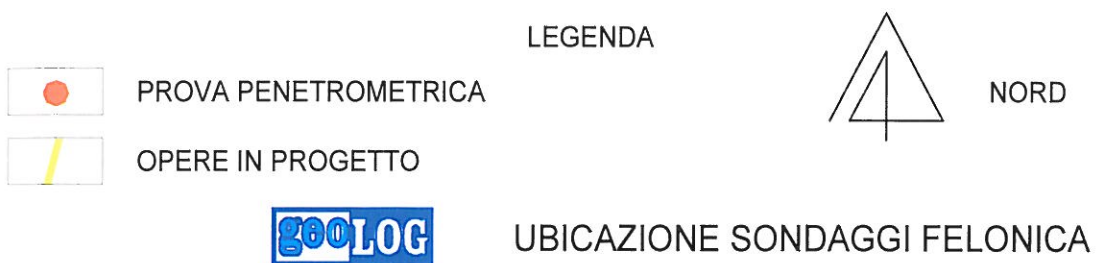 LEGENDA
PROVA PENETROMETRICA
NORD
OPERE IN PROGETTO
geoLOG
UBICAZIONE SONDAGGI FELONICA